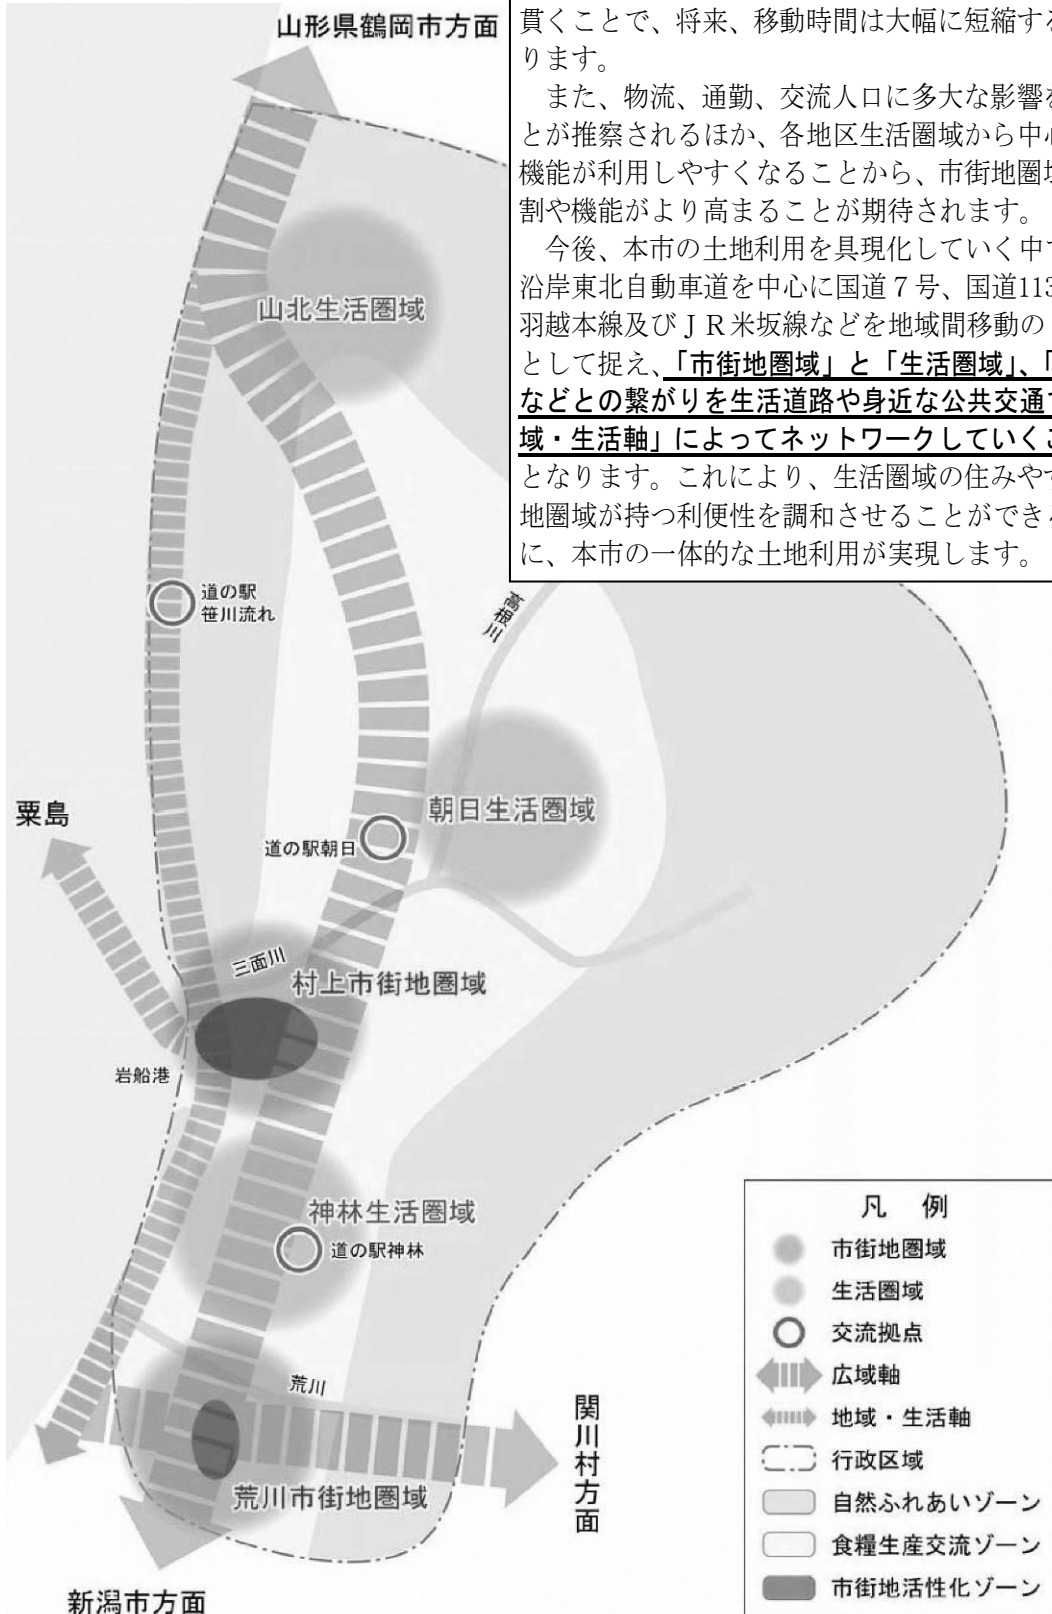 山形県鶴岡市方面
貫くことで、将来、移動時間は大幅に短縮する
ります。
また、物流、通勤、交流人口に多大な影響を
とが推察されるほか、各地区生活圏域から中心
機能が利用しやすくなることから、市街地圏域
割や機能がより高まることが期待されます。
今後、本市の土地利用を具現化していく中で
沿岸東北自動車道を中心に国道７号、国道113
羽越本線及びＪＲ米坂線などを地域間移動の「
として捉え、「市街地圏域」と「生活圏域」、「
などとの繋がりを生活道路や身近な公共交通で
域・生活軸」によってネットワークしていくこ
となります。これにより、生活圏域の住みやす
地圏域が持つ利便性を調和させることができる
に、本市の一体的な土地利用が実現します。
山北生活圏域
道の駅
笹川流れ
高根川
粟島
朝日生活圏域
道の駅朝日
三面川
村上市街地圏域
岩船港
神林生活圏域
道の駅神林
荒川
関川村方面
荒川市街地圏域
新潟市方面
凡 例
市街地圏域
生活圏域
交流拠点
広域軸
地域・生活軸
行政区域
自然ふれあいゾーン
食糧生産交流ゾーン
市街地活性化ゾーン